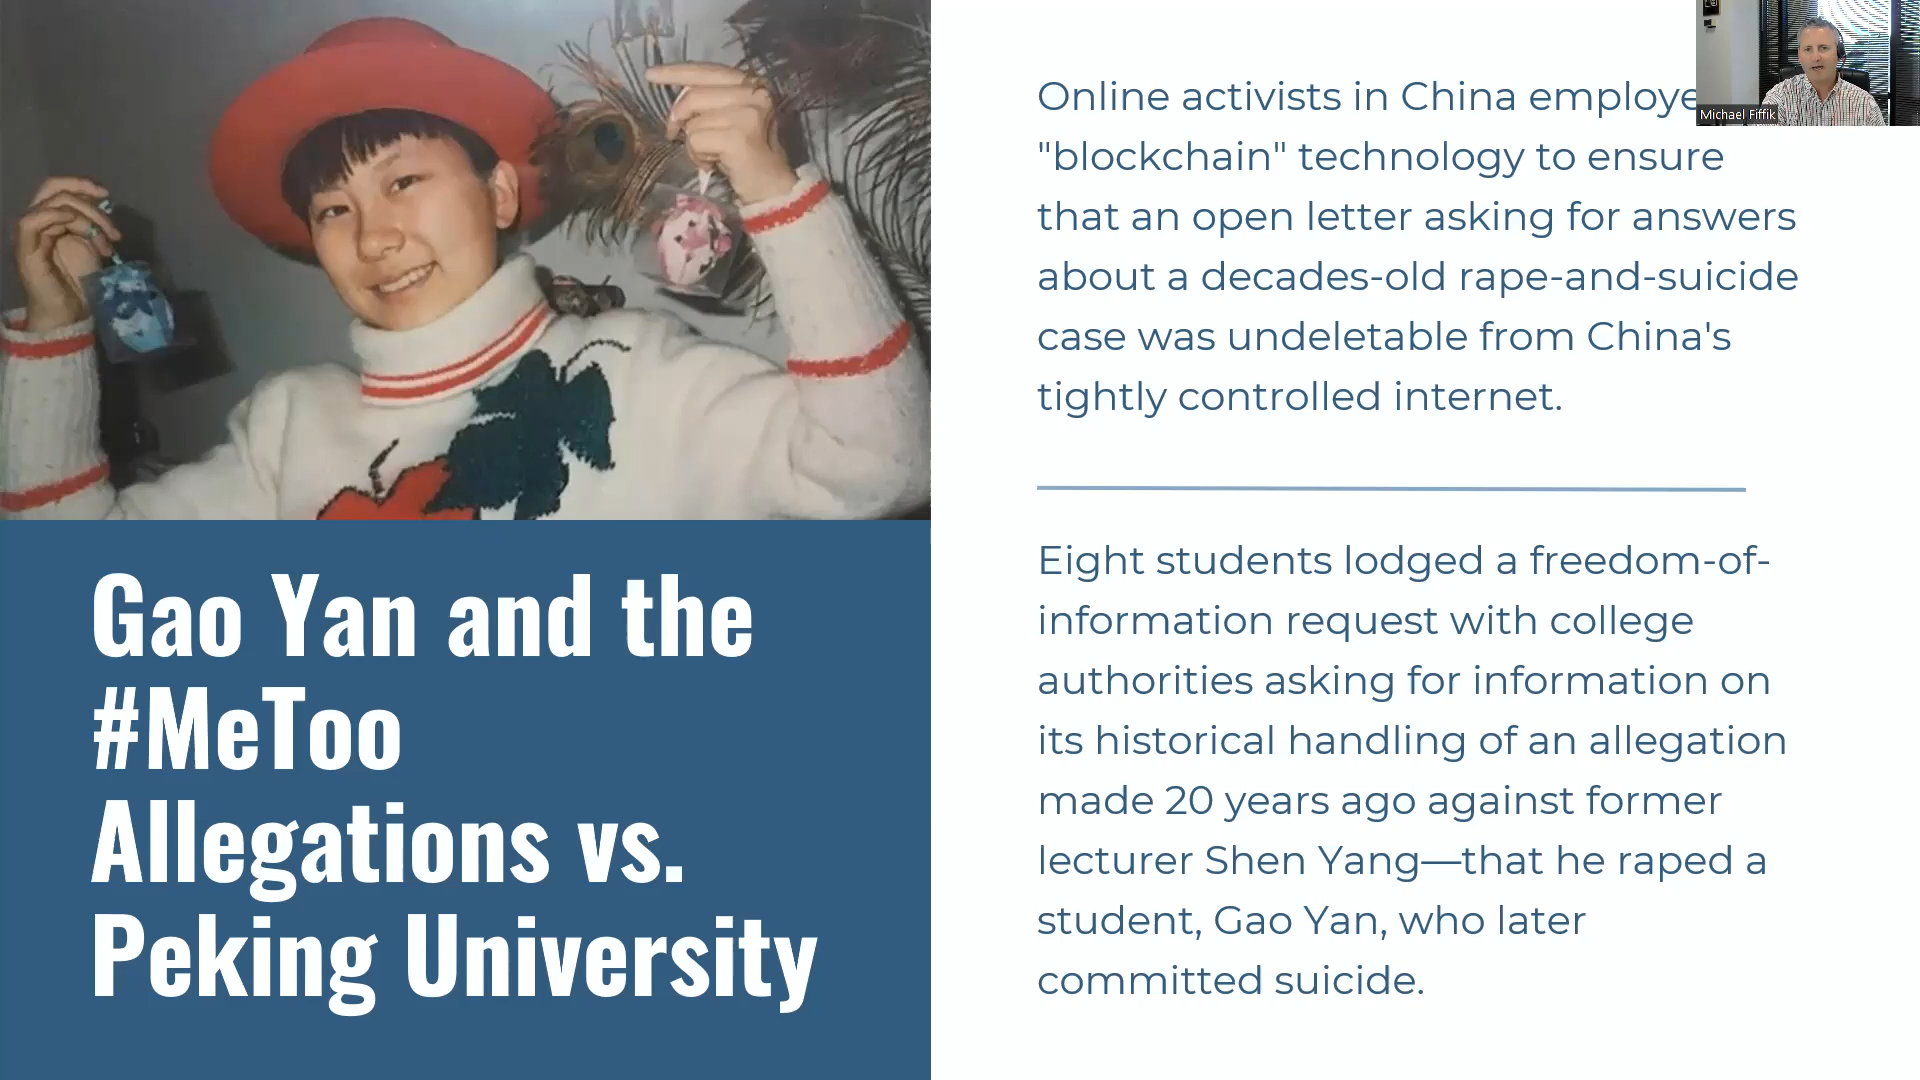 Gao Yan and the
#MeToo
Allegations vs.
Peking University
Online activists in China employe
"blockchain" technology to ensure
that an open letter asking for answers
about a decades-old rape-and-suicide
case was undeletable from China's
tightly controlled internet.
Eight students lodged a freedom-of-
information request with college
authorities asking for information on
its historical handling of an allegation
made 20 years ago against former
lecturer Shen Yang—that he raped a
student, Gao Yan, who later
committed suicide.
Michael Fiffik